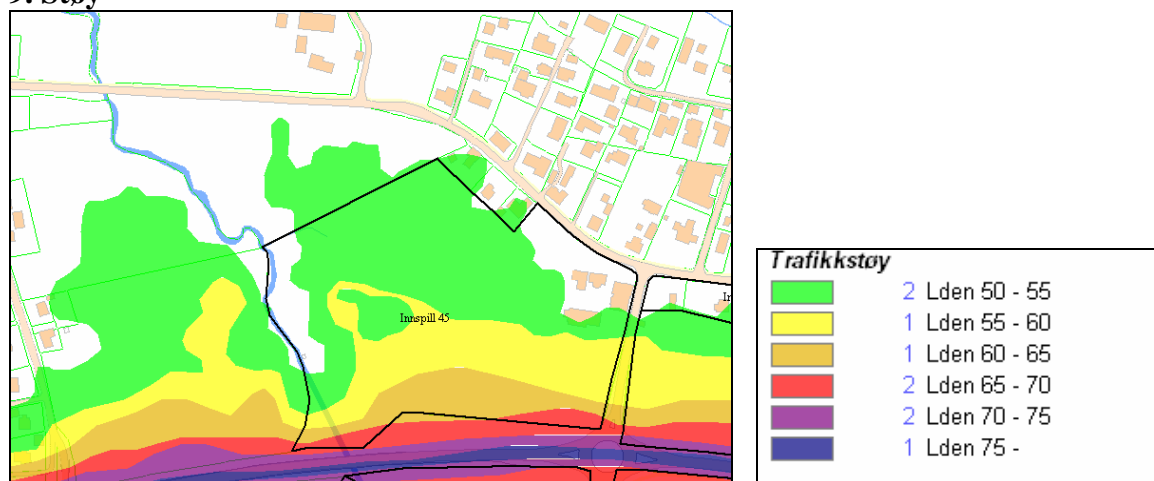 9. Støy
Innspill 45
In
Trafikkstøy
2 Lden 50 - 55
1 Lden 55 - 60
1 Lden 60 - 65
2 Lden 65 - 70
2 Lden 70 - 75
1 Lden 75 -